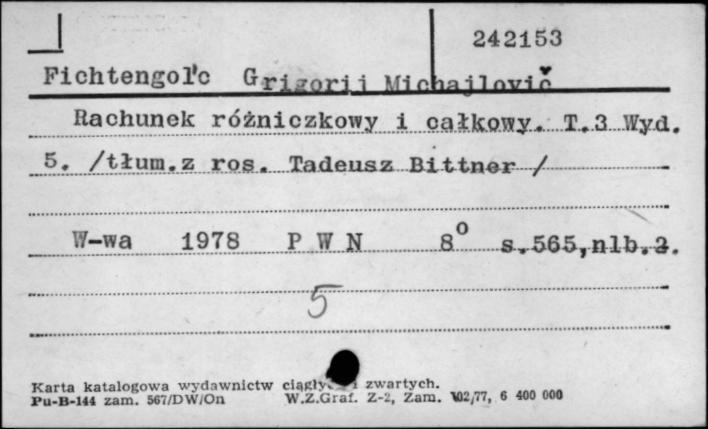 242153
Fichtengol'c Grigorij Michajlovič
Rachunek różniczkowy i całkowy. T.3 Wyd.
5. /tłum.z ros. Tadeusz Bittner /
W-wa 1978 P W N 8° s.565,nlb.2.
5
Karta katalogowa wydawnictw i zwartych.
Pu-B-144 zam. 567/DW/On W.Z.Graf. Z-2, Zam. 102/77, 6 400 000